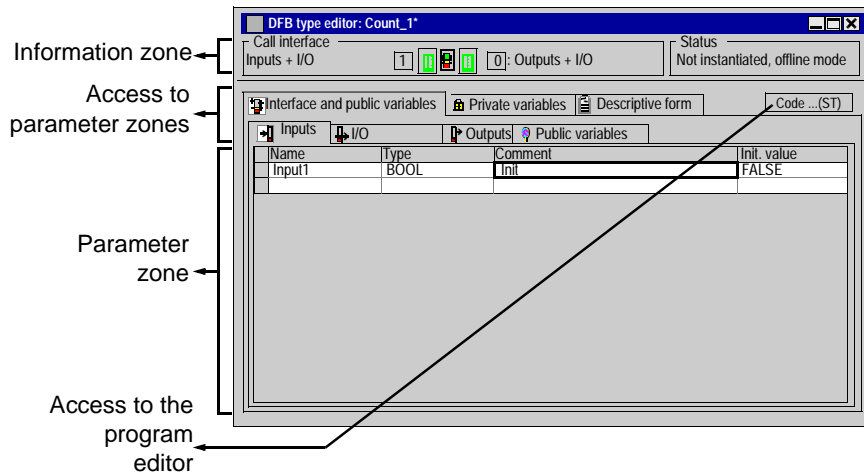 DFB type editor: Count_1*
Information zone
Call interface
Inputs + I/O
1
0 : Outputs + I/O
Status
Not instantiated, offline mode
Access to
parameter zones
Interface and public variables
Private variables
Descriptive form
Code ...(ST)
Inputs
I/O
Outputs
Public variables
Name Type Comment Init. value
Input1 BOOL Init FALSE
Parameter
zone
Access to the
program
editor